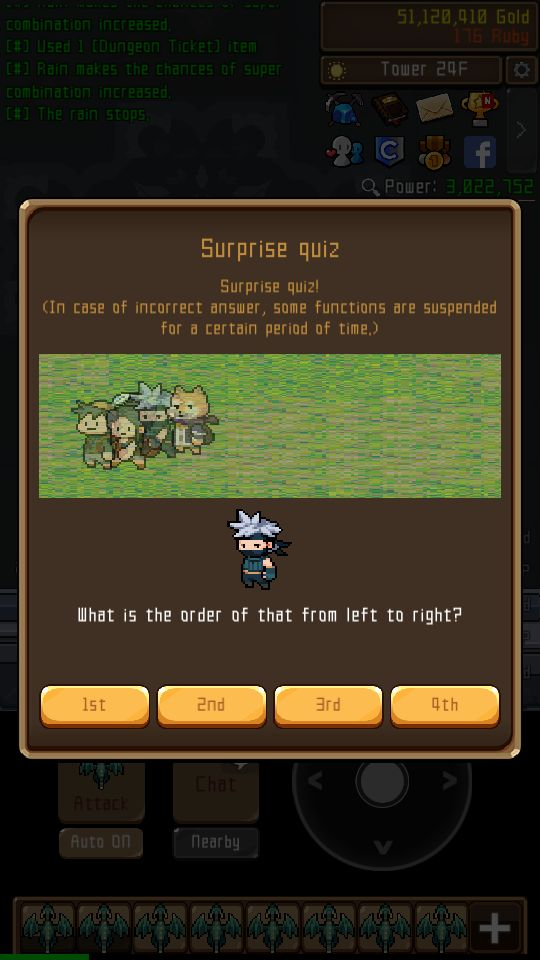 combination increased.
[#] Used 1 [Dungeon Ticket] item
[#] Rain makes the chances of super
combination increased.
[#] The rain stops.
51,120,410 Gold
176 Ruby
Tower 24F
N
C
1
f
Power: 3,022,752
Surprise quiz
Surprise quiz!
(In case of incorrect answer, some functions are suspended
for a certain period of time.)
What is the order of that from left to right?
1st
2nd
3rd
4th
Attack
Chat
Auto ON
Nearby